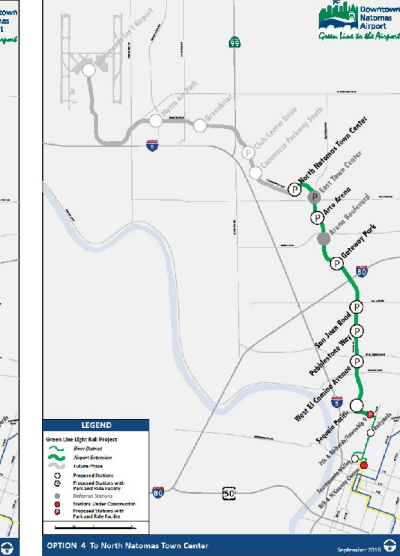 Downtown
Natomas
Airport
Green Line to the Airport
99
Metro Air Park
Greenbriar
Club Center Drive
Commerce Parkway South
North Natomas Town Center
East Town Center
Arco Arena
Arena Boulevard
Gateway Park
5
80
San Juan Road
Pebblestone Way
West El Camino Avenue
Sequoia Pacific
5
80
50
LEGEND
Green Line Light Rail Project
River District
Airport Extension
Future Phase
Proposed Stations
Proposed Stations with
Park and Ride Facility
Deferred Stations
Stations Under Construction
Proposed Stations with
Park and Ride Facility
OPTION 4 To North Natomas Town Center
September 2010